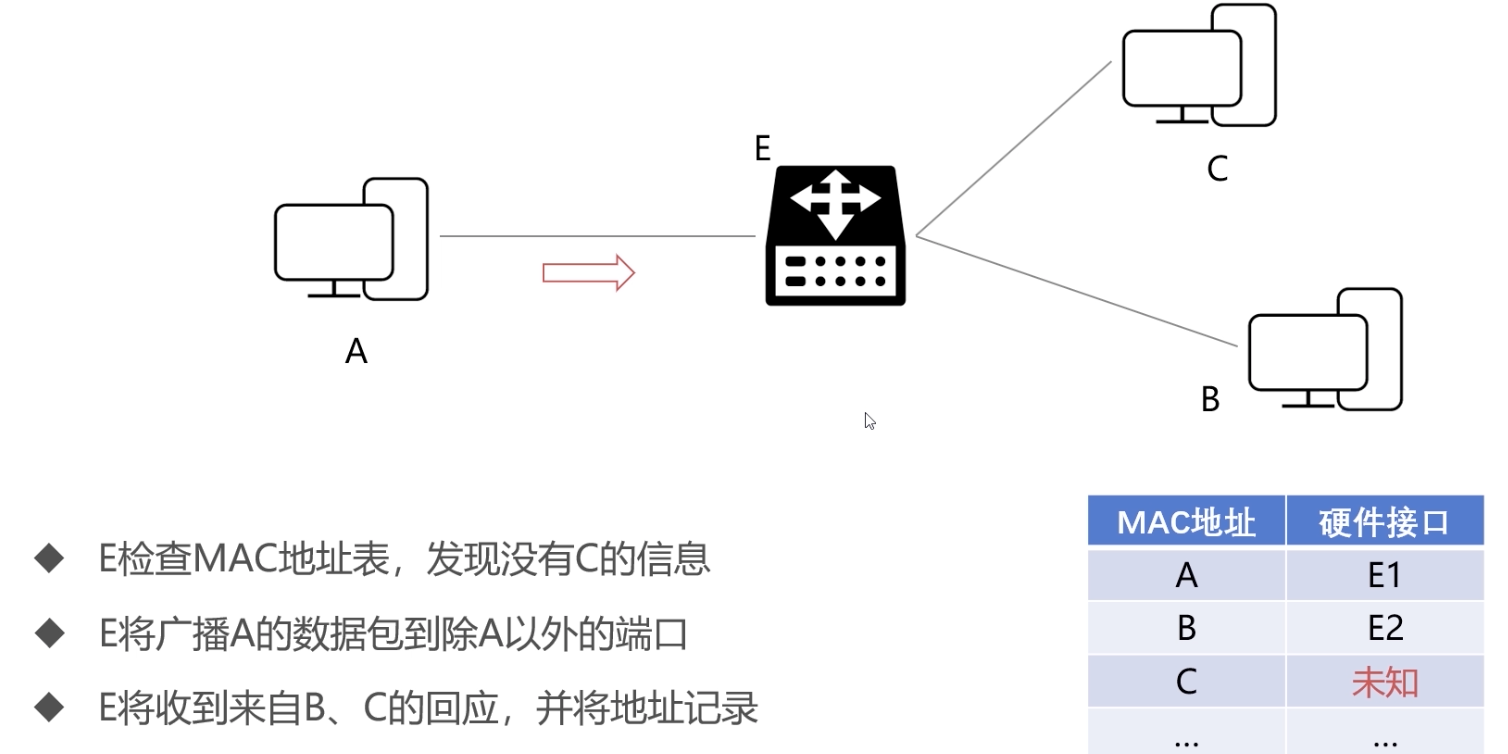 E
C
A
B
E检查MAC地址表，发现没有C的信息
E将广播A的数据包到除A以外的端口
E将收到来自B、C的回应，并将地址记录
MAC地址 硬件接口
A E1
B E2
C 未知
... ...